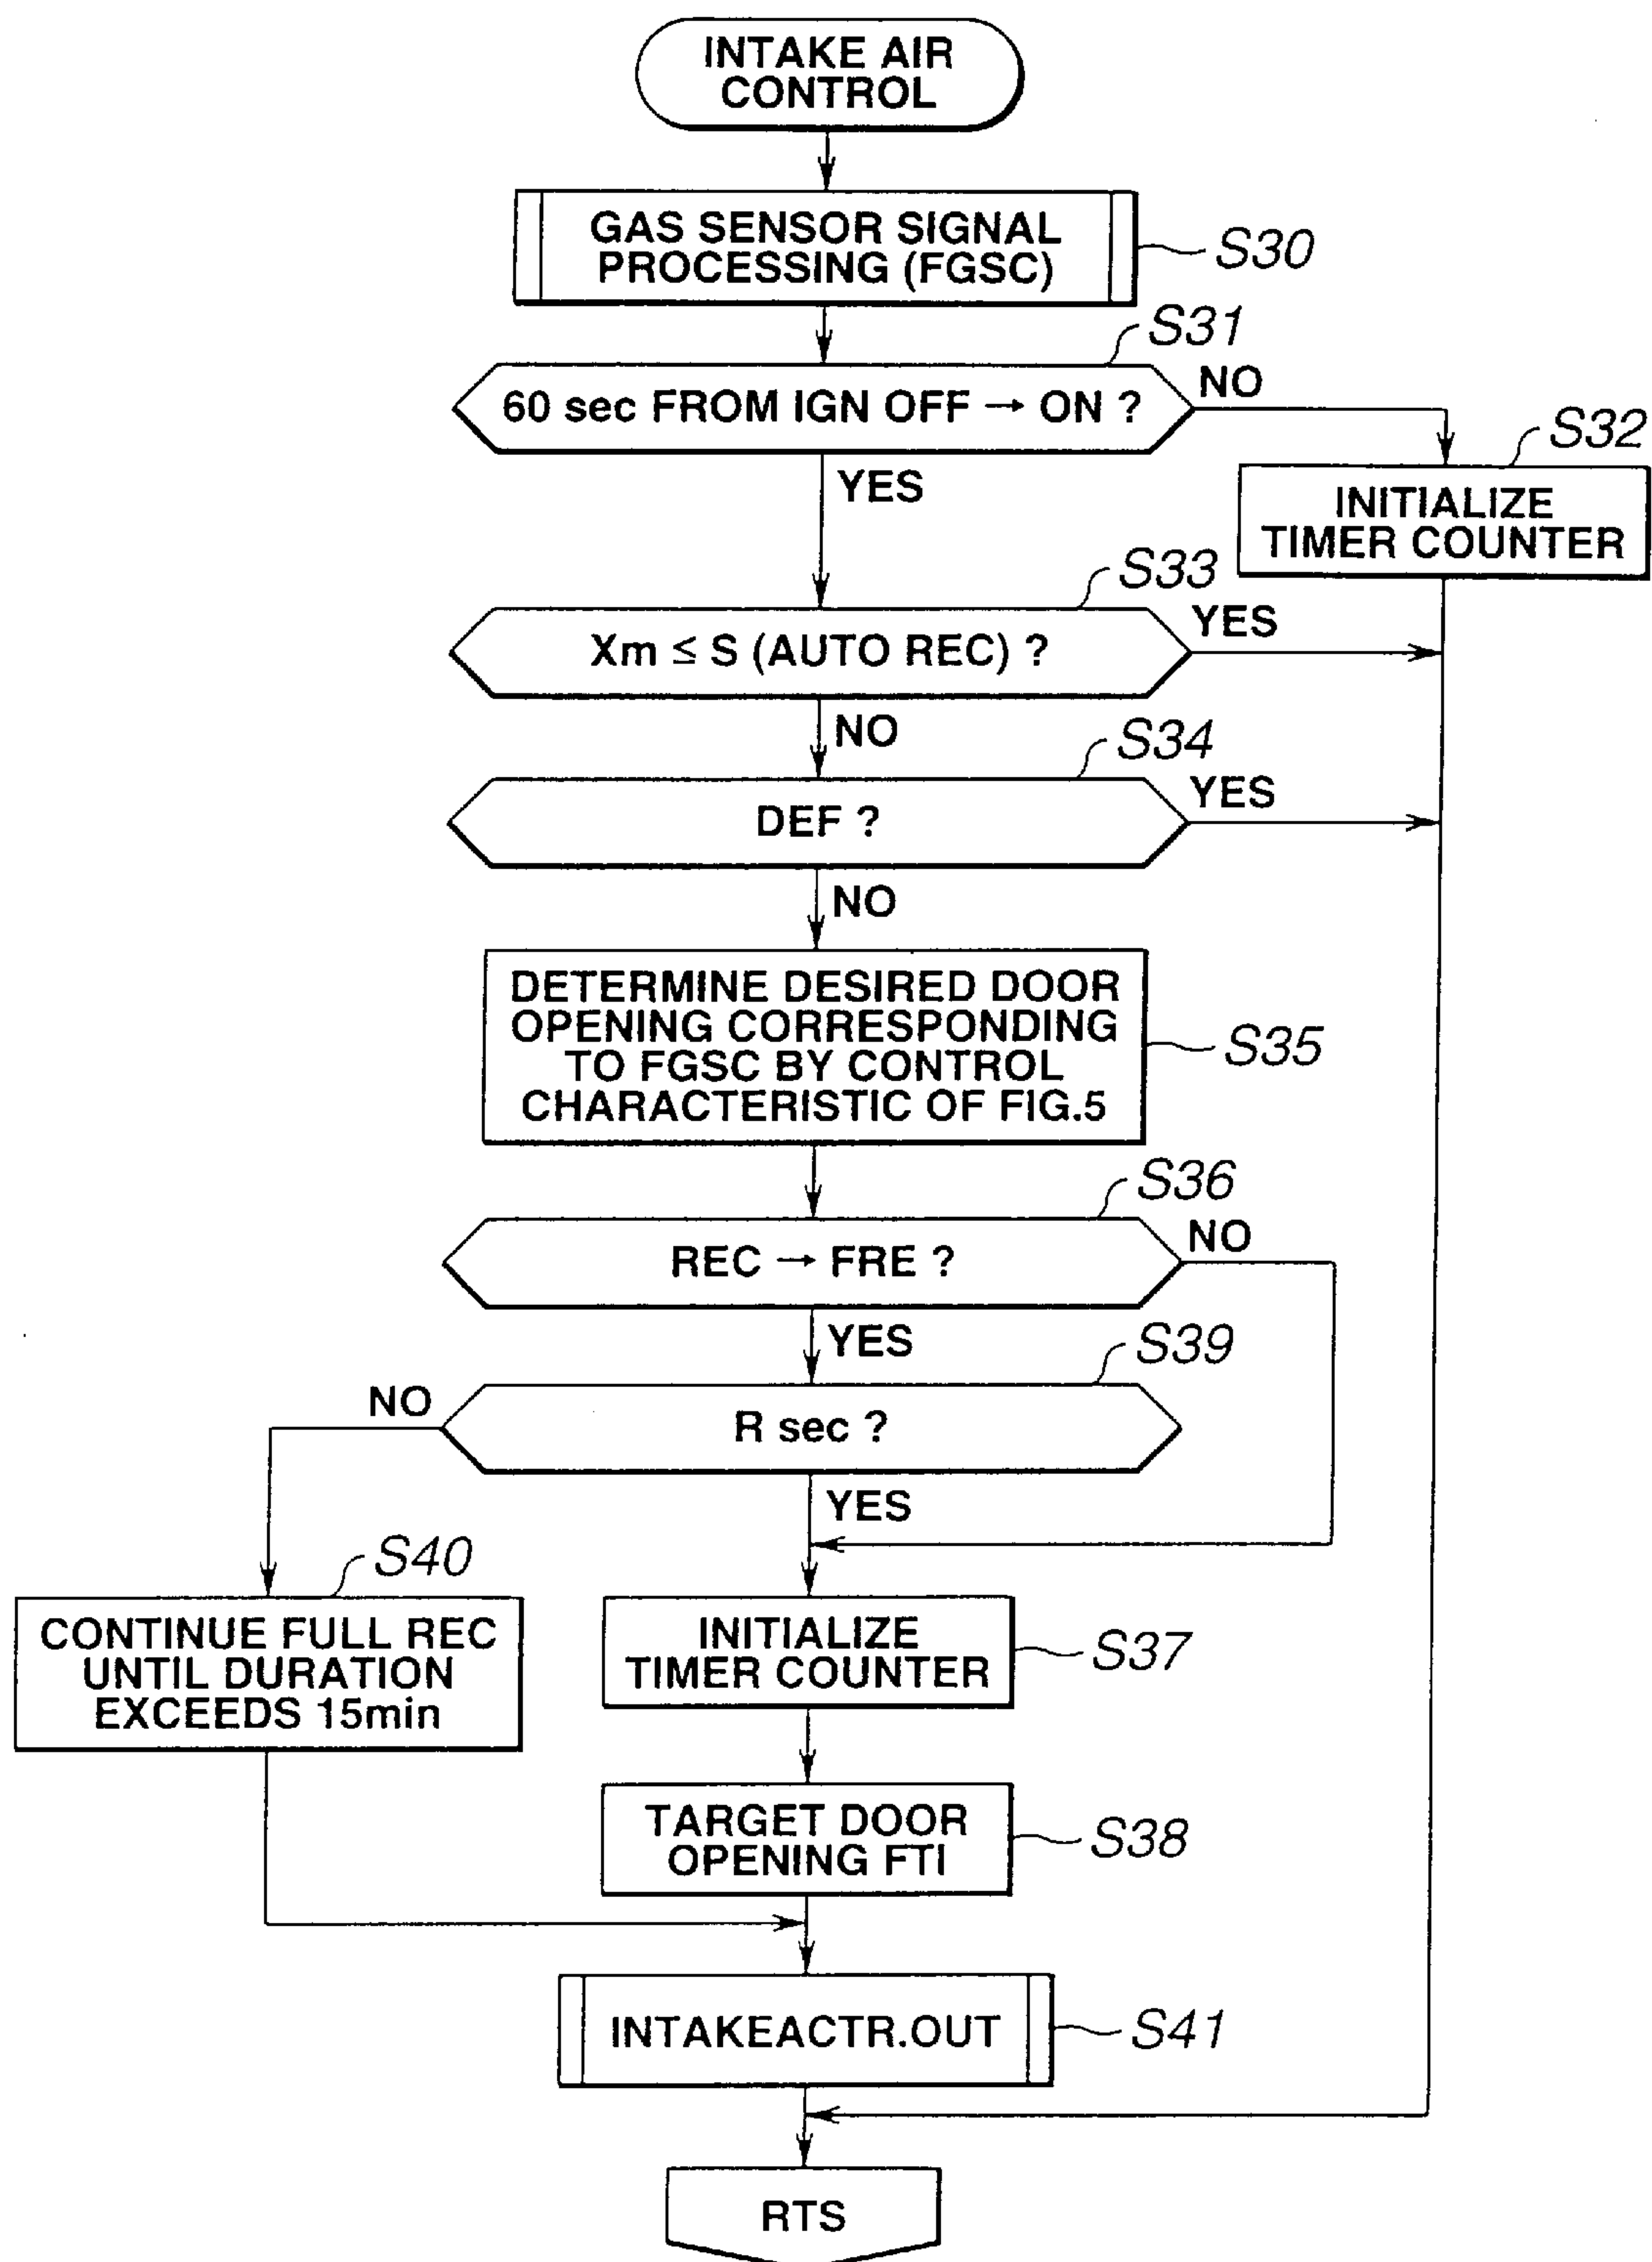 INTAKE AIR
CONTROL
GAS SENSOR SIGNAL
PROCESSING (FGSC)
S30
S31
60 sec FROM IGN OFF → ON ?
NO
S32
INITIALIZE
TIMER COUNTER
YES
S33
Xm ≤ S (AUTO REC) ?
YES
NO
S34
DEF ?
YES
NO
DETERMINE DESIRED DOOR
OPENING CORRESPONDING
TO FGSC BY CONTROL
CHARACTERISTIC OF FIG.5
S35
S36
REC → FRE ?
NO
YES
S39
R sec ?
NO
YES
S40
CONTINUE FULL REC
UNTIL DURATION
EXCEEDS 15min
INITIALIZE
TIMER COUNTER
S37
TARGET DOOR
OPENING FTI
S38
INTAKEACTR.OUT
S41
RTS